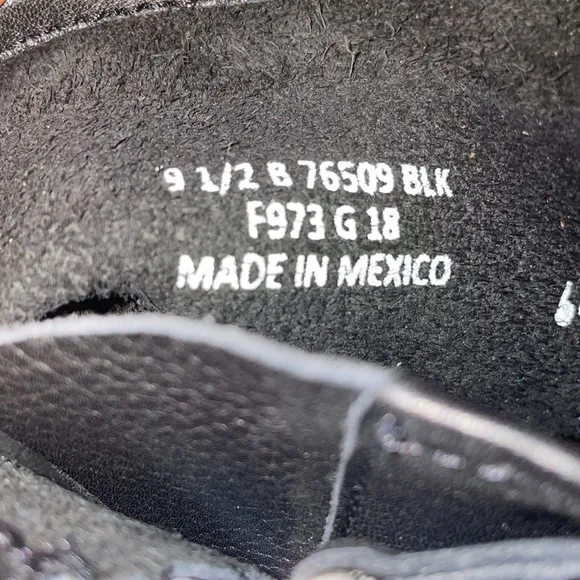 9 1/2 B 76509 BLK
F973 G 18
MADE IN MEXICO